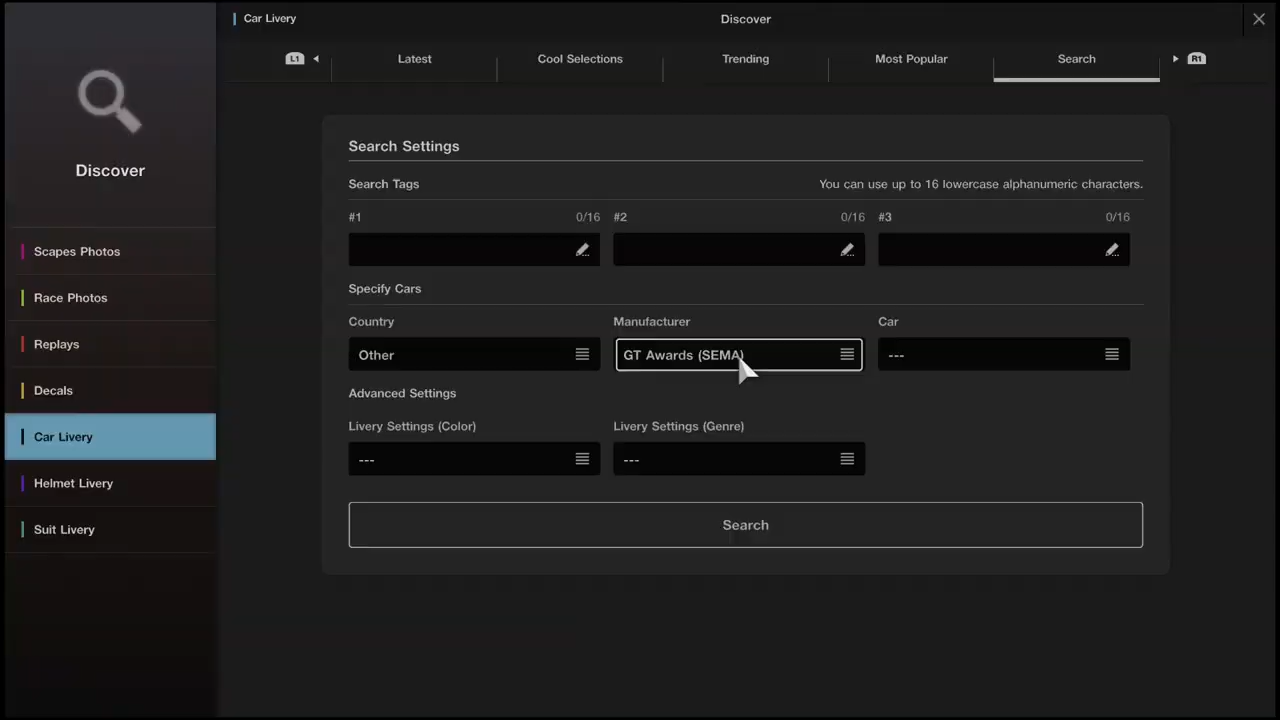 Car Livery
Discover
L1
Latest
Cool Selections
Trending
Most Popular
Search
R1
Discover
Scapes Photos
Race Photos
Replays
Decals
Car Livery
Helmet Livery
Suit Livery
Search Settings
Search Tags
You can use up to 16 lowercase alphanumeric characters.
#1 0/16
#2 0/16
#3 0/16
Specify Cars
Country
Manufacturer
Car
Other
GT Awards (SEMA)
---
Advanced Settings
Livery Settings (Color)
Livery Settings (Genre)
---
---
Search